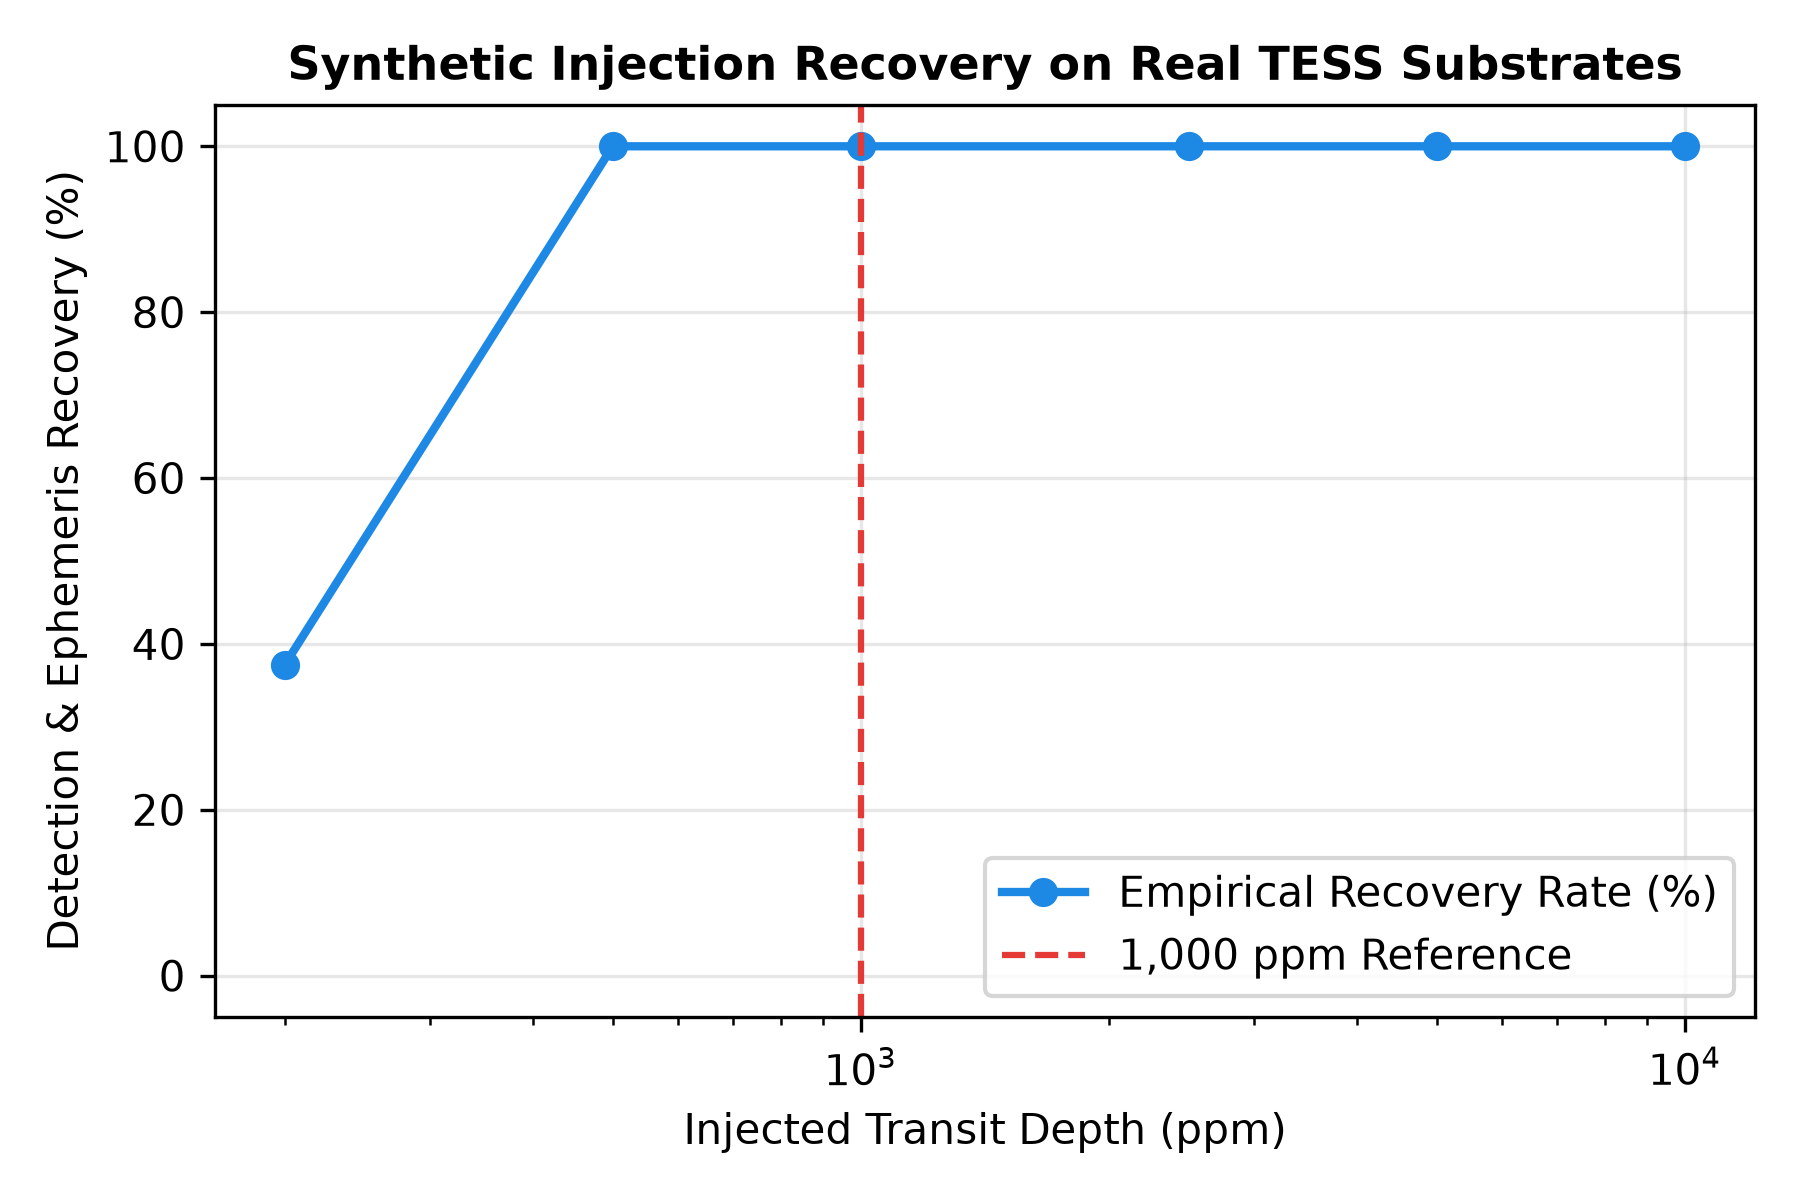 Synthetic Injection Recovery on Real TESS Substrates
Detection & Ephemeris Recovery (%)
100
80
60
40
20
0
Empirical Recovery Rate (%)
1,000 ppm Reference
10³
10⁴
Injected Transit Depth (ppm)